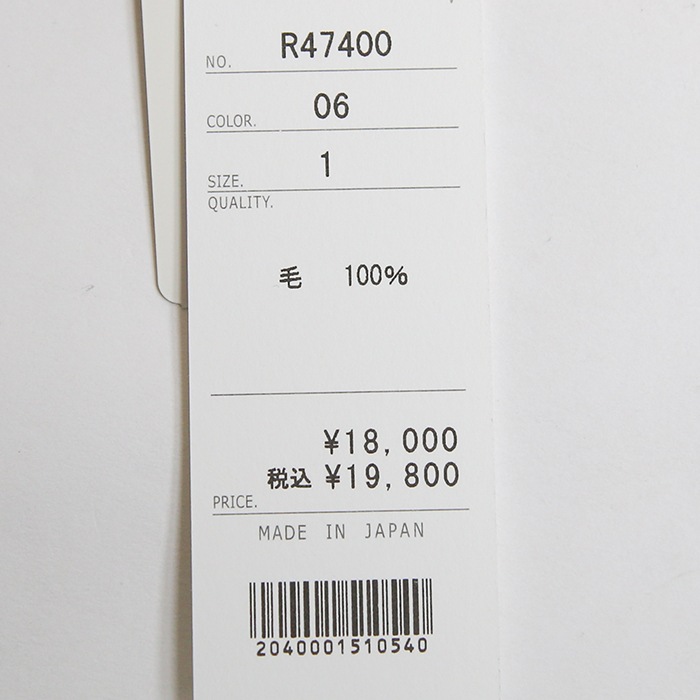 NO. R47400
COLOR. 06
SIZE. 1
QUALITY.
毛 100%
¥18,000
税込 ¥19,800
PRICE.
MADE IN JAPAN
2040001510540